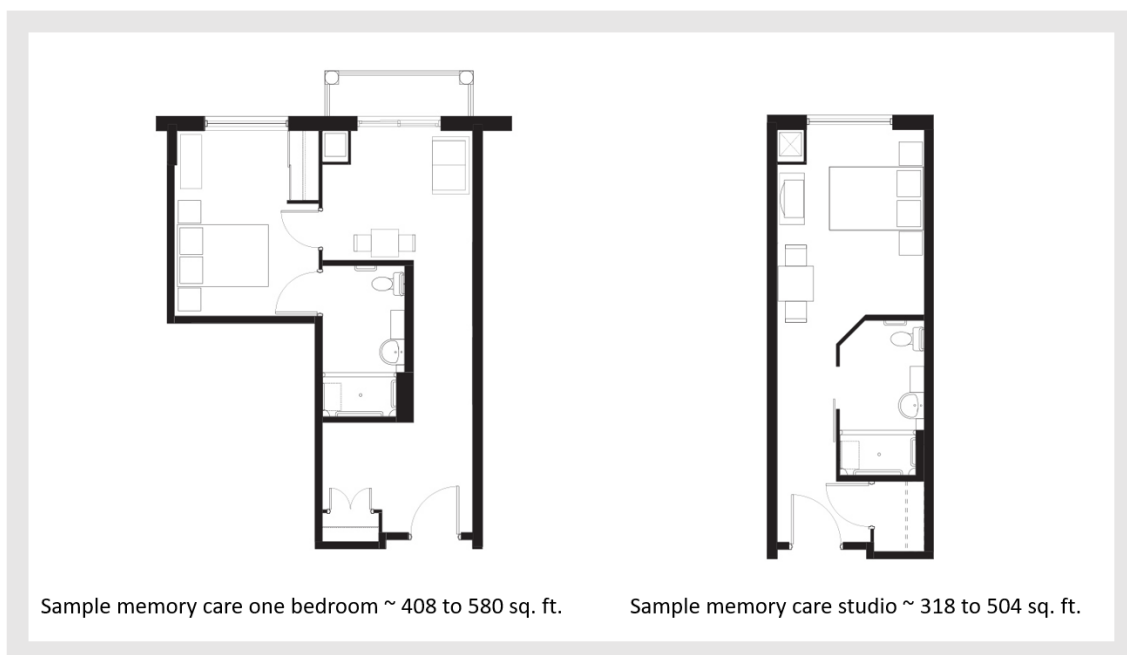 Sample memory care one bedroom ~ 408 to 580 sq. ft.
Sample memory care studio ~ 318 to 504 sq. ft.